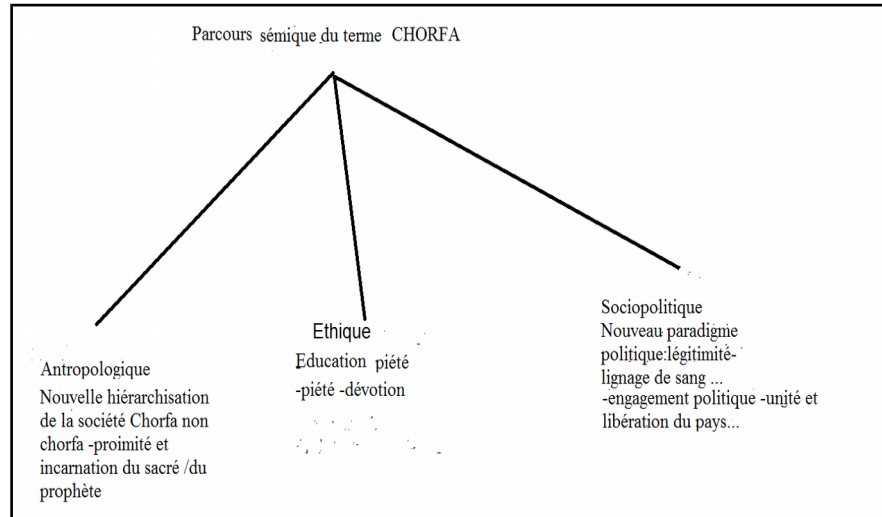 Parcours sémique du terme CHORFA
Antropologique
Nouvelle hiérarchisation
de la société Chorfa non
chorfa -proimité et
incarnation du sacré /du
prophète
Ethique
Education piété
-piété -dévotion
Sociopolitique
Nouveau paradigme
politique:légitimité-
lignage de sang ...
-engagement politique -unité et
libération du pays...